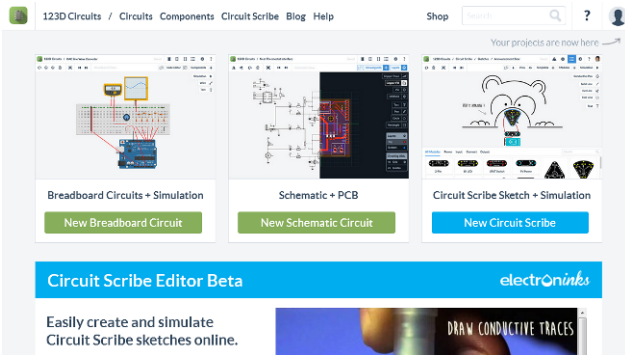 123D Circuits / Circuits Components Circuit Scribe Blog Help Shop Search ?
Your projects are now here
Breadboard Circuits + Simulation Schematic + PCB Circuit Scribe Sketch + Simulation
New Breadboard Circuit New Schematic Circuit New Circuit Scribe
Circuit Scribe Editor Beta electroninks
Easily create and simulate
Circuit Scribe sketches online.
DRAW CONDUCTIVE TRACES